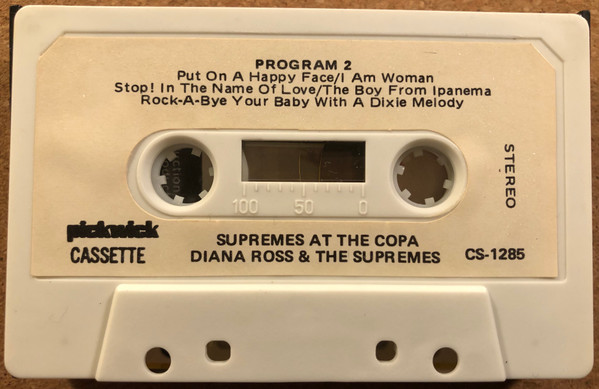 PROGRAM 2
Put On A Happy Face/I Am Woman
Stop! In The Name Of Love/The Boy From Ipanema
Rock-A-Bye Your Baby With A Dixie Melody
STEREO
100 50 0
pickwick
CASSETTE
SUPREMES AT THE COPA
DIANA ROSS & THE SUPREMES
CS-1285